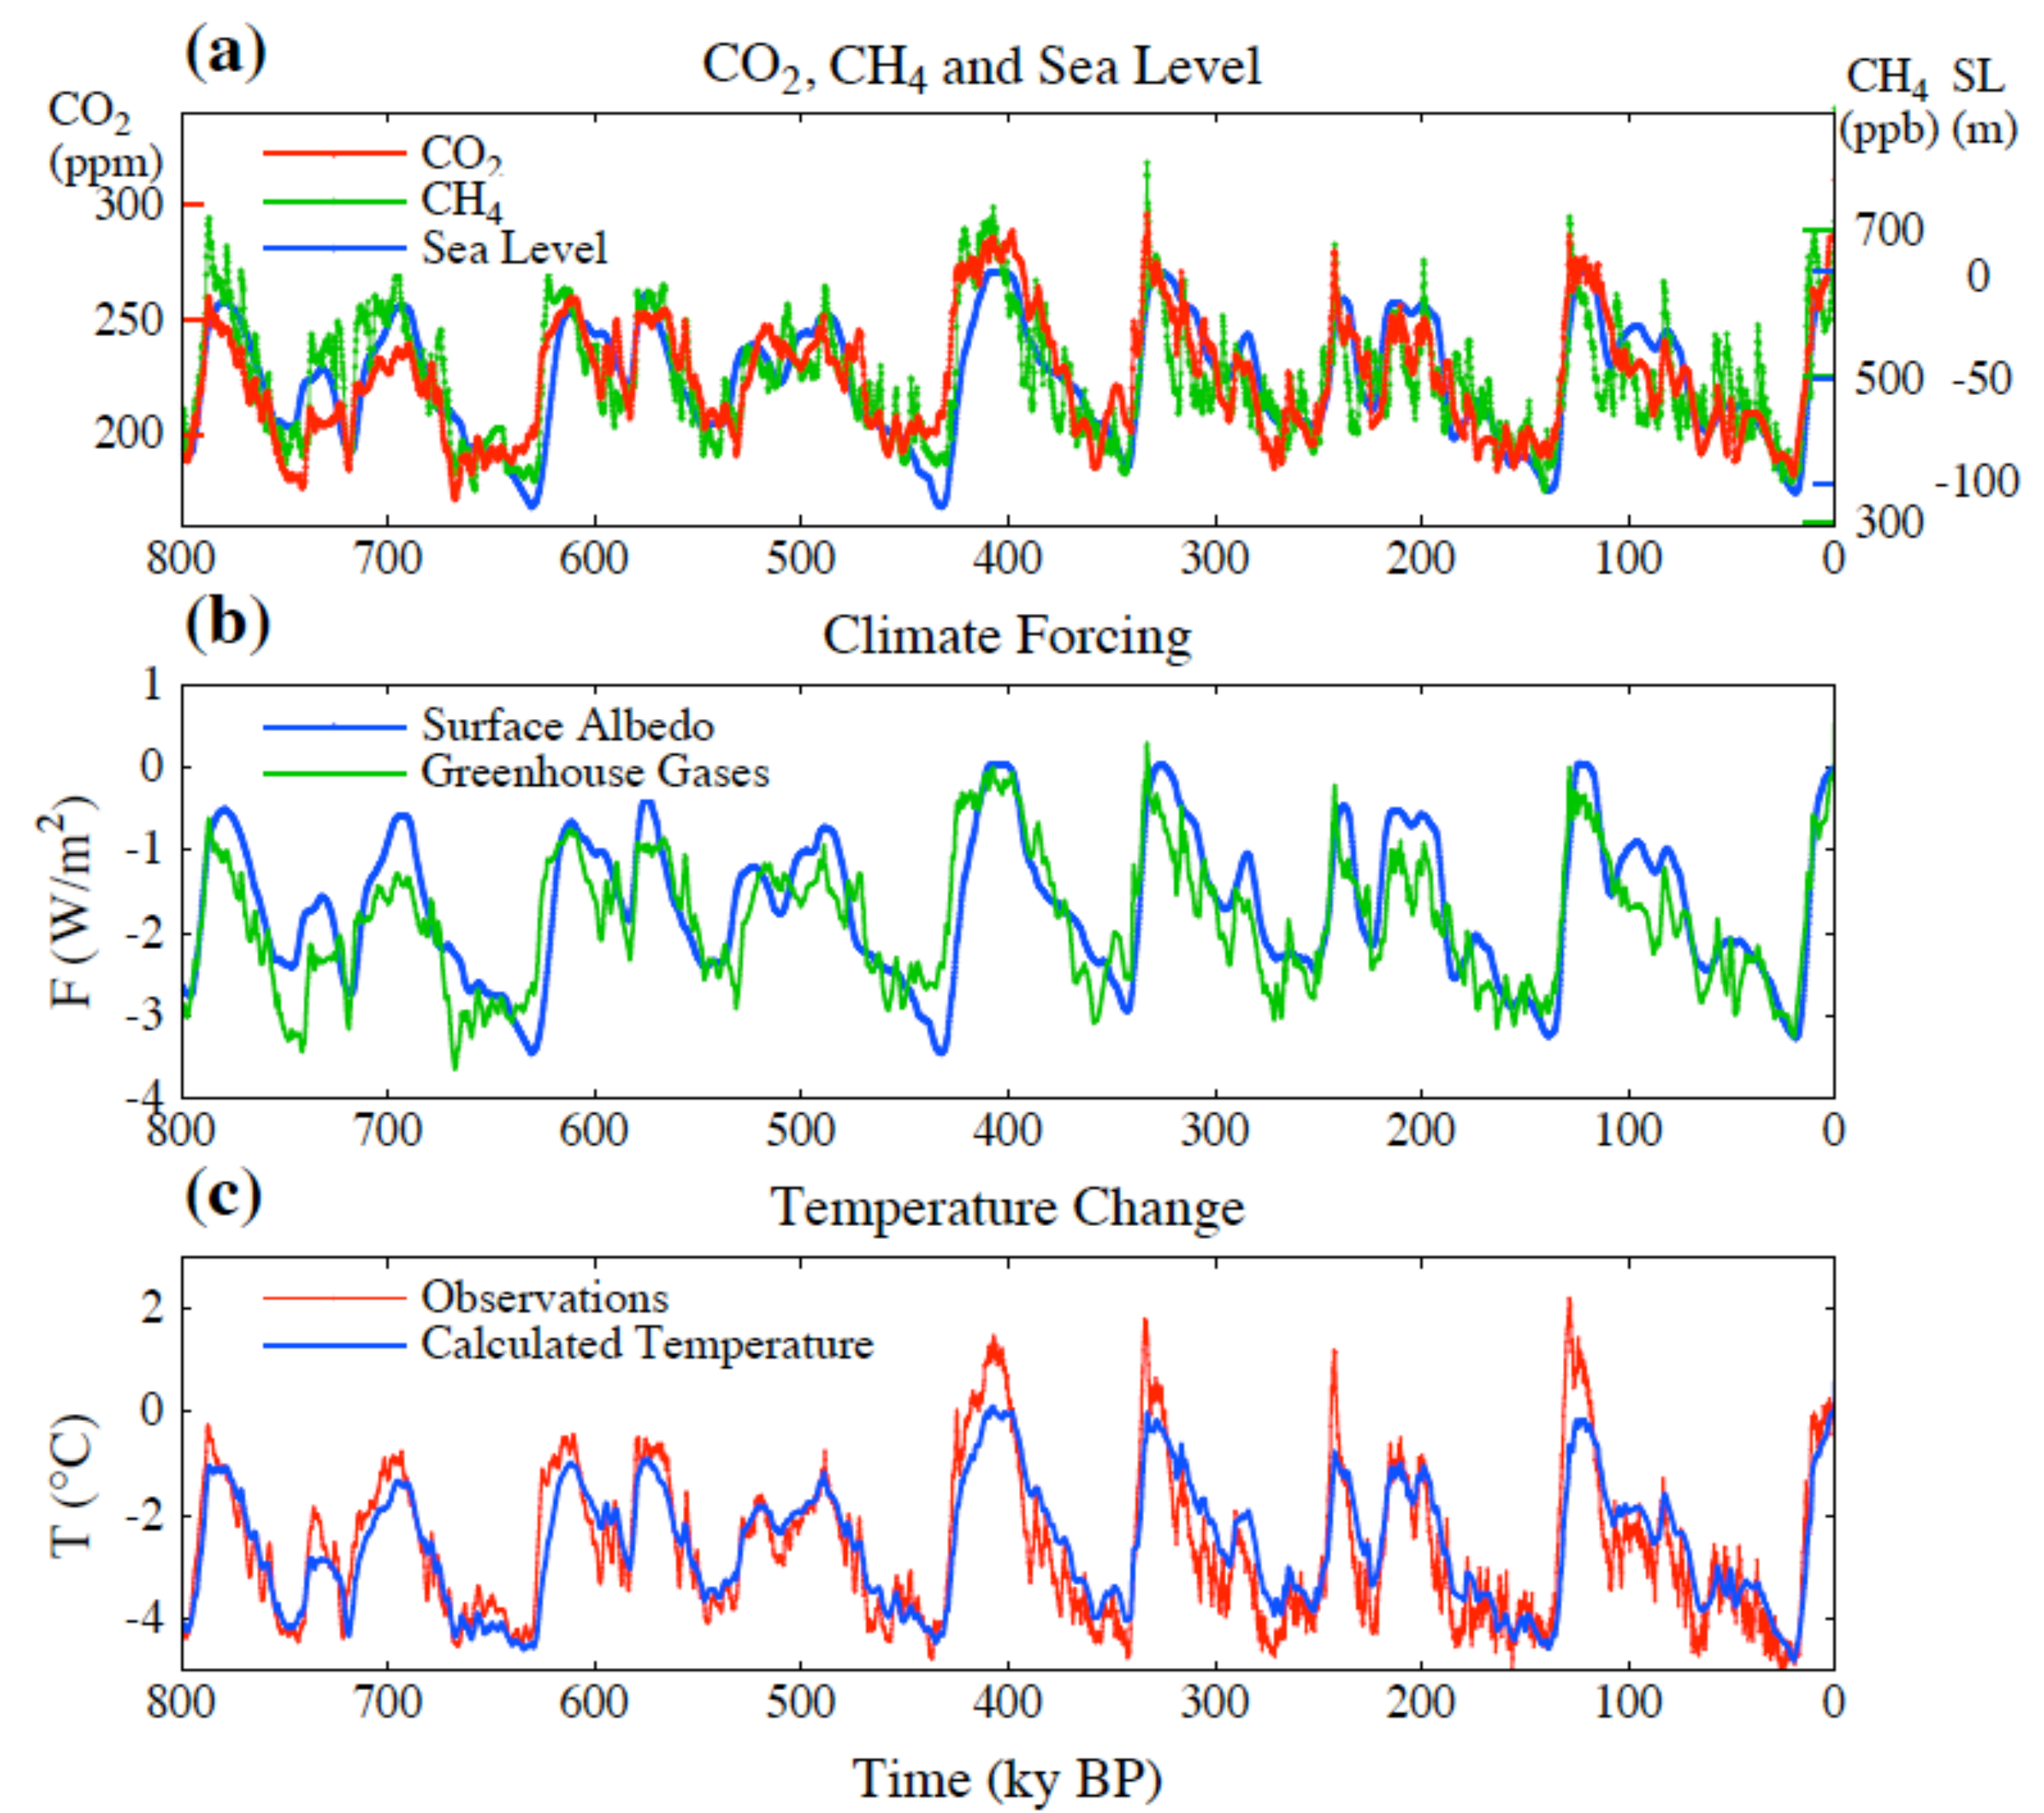 (a)
CO₂, CH₄ and Sea Level
CO₂
(ppm)
CH₄ SL
(ppb) (m)
CO₂
CH₄
Sea Level
300
250
200
700
500
300
0
-50
-100
800 700 600 500 400 300 200 100 0
(b)
Climate Forcing
Surface Albedo
Greenhouse Gases
F (W/m²)
1
0
-1
-2
-3
-4
800 700 600 500 400 300 200 100 0
(c)
Temperature Change
Observations
Calculated Temperature
T (°C)
2
0
-2
-4
800 700 600 500 400 300 200 100 0
Time (ky BP)